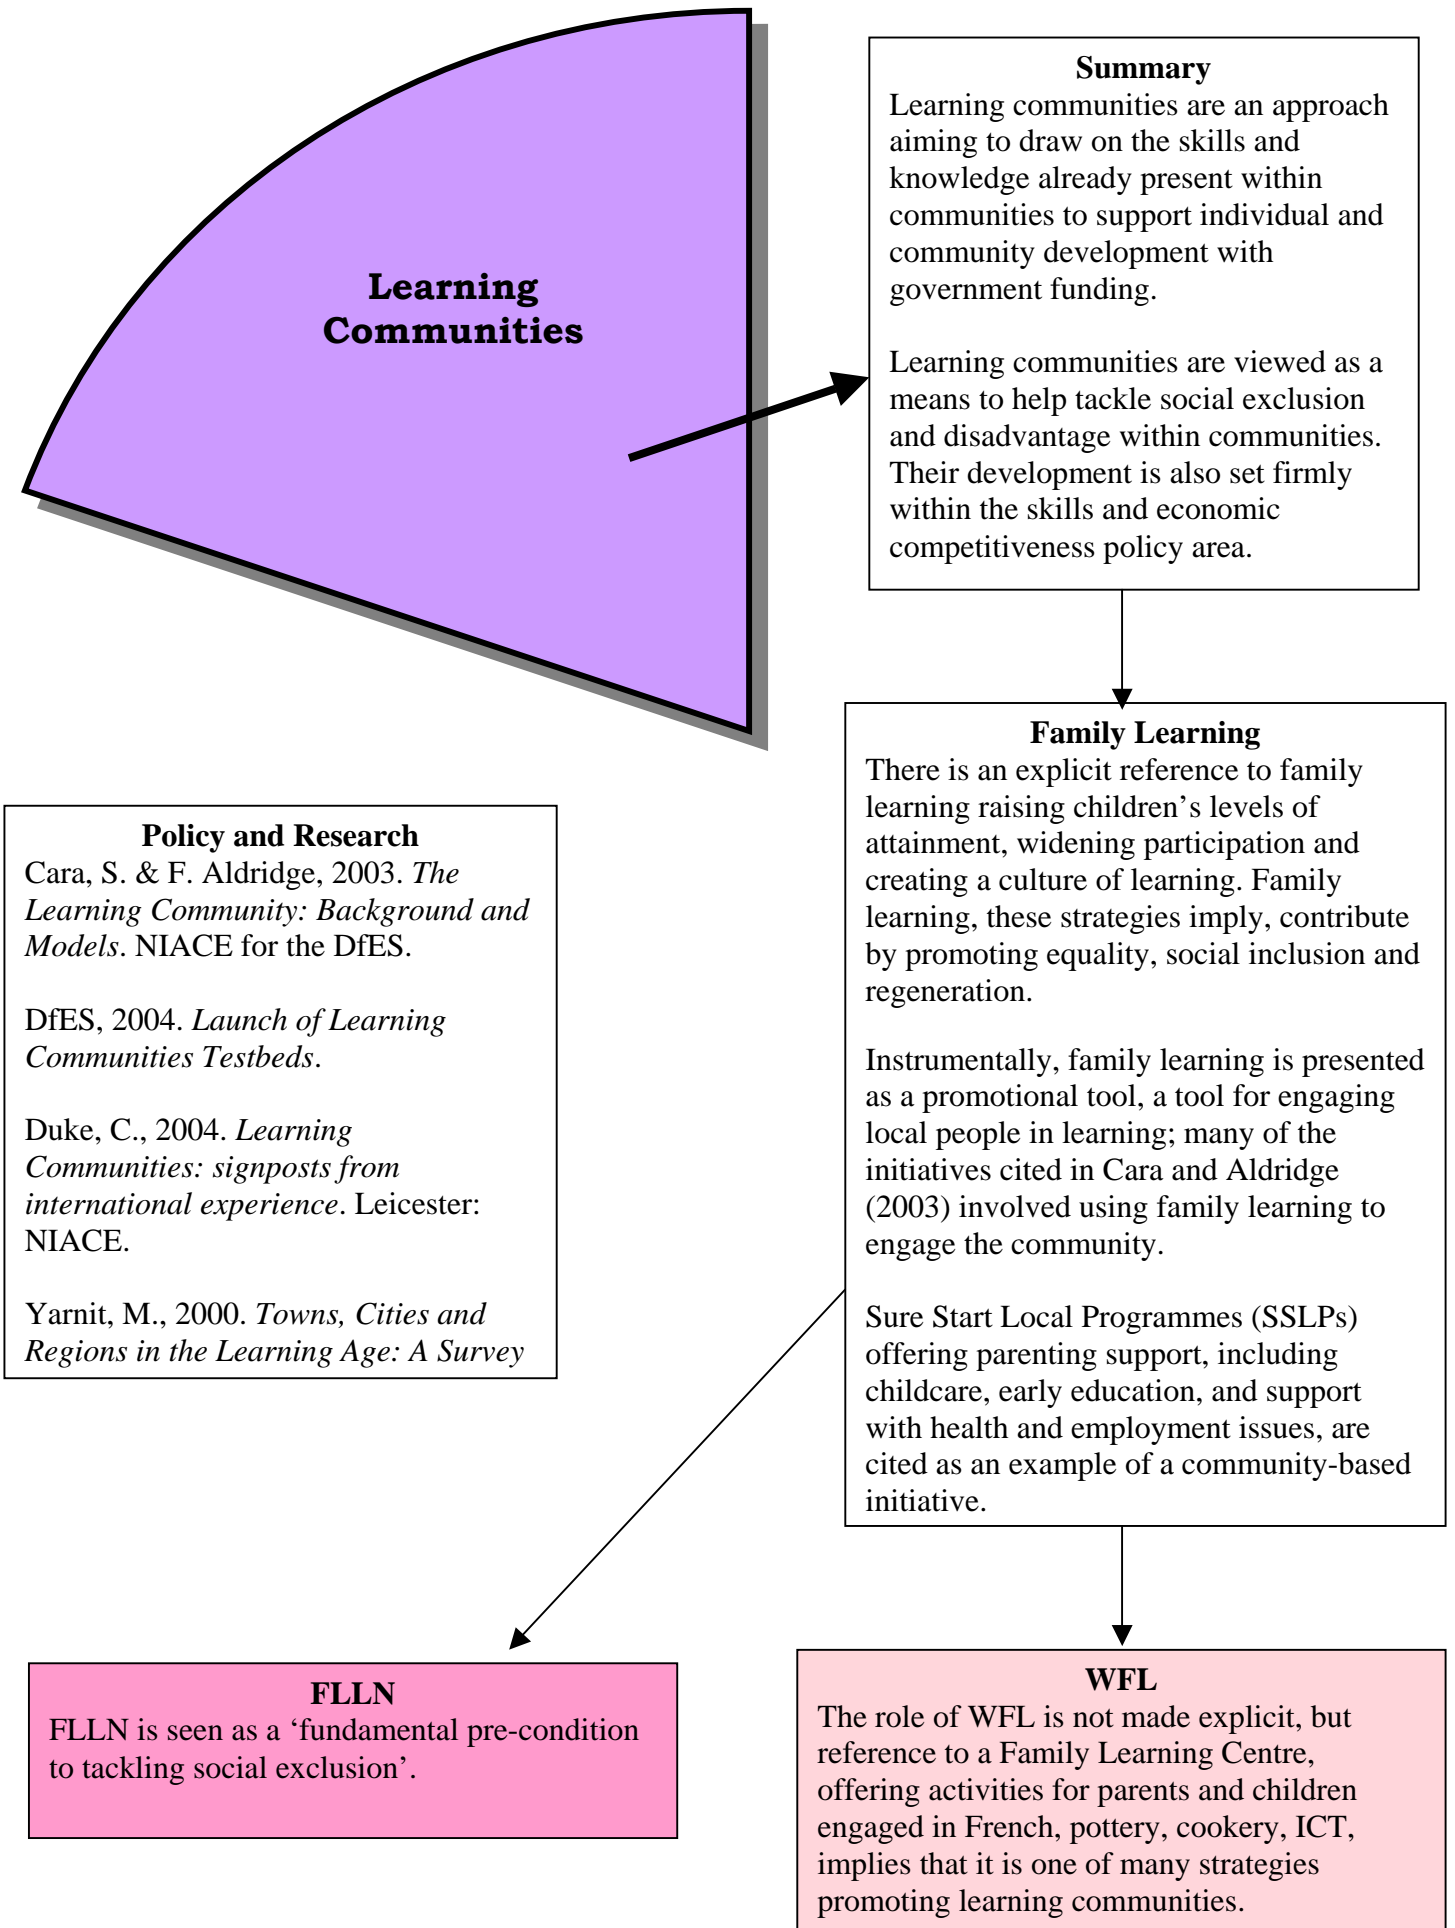 Learning
Communities
Summary
Learning communities are an approach
aiming to draw on the skills and
knowledge already present within
communities to support individual and
community development with
government funding.
Learning communities are viewed as a
means to help tackle social exclusion
and disadvantage within communities.
Their development is also set firmly
within the skills and economic
competitiveness policy area.
Family Learning
There is an explicit reference to family
learning raising children’s levels of
attainment, widening participation and
creating a culture of learning. Family
learning, these strategies imply, contribute
by promoting equality, social inclusion and
regeneration.
Instrumentally, family learning is presented
as a promotional tool, a tool for engaging
local people in learning; many of the
initiatives cited in Cara and Aldridge
(2003) involved using family learning to
engage the community.
Sure Start Local Programmes (SSLPs)
offering parenting support, including
childcare, early education, and support
with health and employment issues, are
cited as an example of a community-based
initiative.
Policy and Research
Cara, S. & F. Aldridge, 2003. The
Learning Community: Background and
Models. NIACE for the DfES.
DfES, 2004. Launch of Learning
Communities Testbeds.
Duke, C., 2004. Learning
Communities: signposts from
international experience. Leicester:
NIACE.
Yarnit, M., 2000. Towns, Cities and
Regions in the Learning Age: A Survey
FLLN
FLLN is seen as a ‘fundamental pre-condition
to tackling social exclusion’.
WFL
The role of WFL is not made explicit, but
reference to a Family Learning Centre,
offering activities for parents and children
engaged in French, pottery, cookery, ICT,
implies that it is one of many strategies
promoting learning communities.